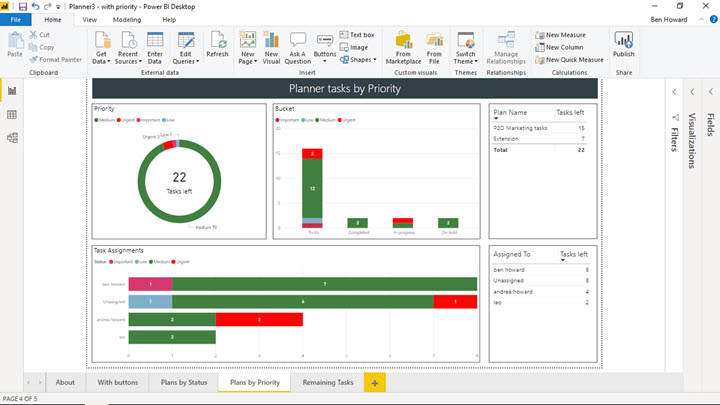 Planner3 - with priority - Power BI Desktop
Ben Howard
File
Home
View
Modeling
Help
Paste
Cut
Copy
Format Painter
Clipboard
Get Data
Recent Sources
Enter Data
Edit Queries
Refresh
External data
New Page
New Visual
Ask A Question
Buttons
Text box
Image
Shapes
Insert
From Marketplace
From File
Custom visuals
Switch Theme
Themes
Manage Relationships
Relationships
New Measure
New Column
New Quick Measure
Calculations
Publish
Share
Planner tasks by Priority
Priority
Medium Urgent Important Low
22
Tasks left
Medium 70
Bucket
Important Low Medium Urgent
20
15
10
5
0
2
12
2
2
To do
Completed
In progress
On hold
Plan Name Tasks left
P2O Marketing tasks 15
Extension 7
Total 22
Task Assignments
Status Important Low Medium Urgent
ben howard 1 7
Unassigned 1 6 1
andrea howard 2 2
leo 2
0 1 2 3 4 5 6 7 8
Assigned To Tasks left
ben howard 8
Unassigned 8
andrea howard 4
leo 2
Filters
Visualizations
Fields
About
With buttons
Plans by Status
Plans by Priority
Remaining Tasks
PAGE 4 OF 5